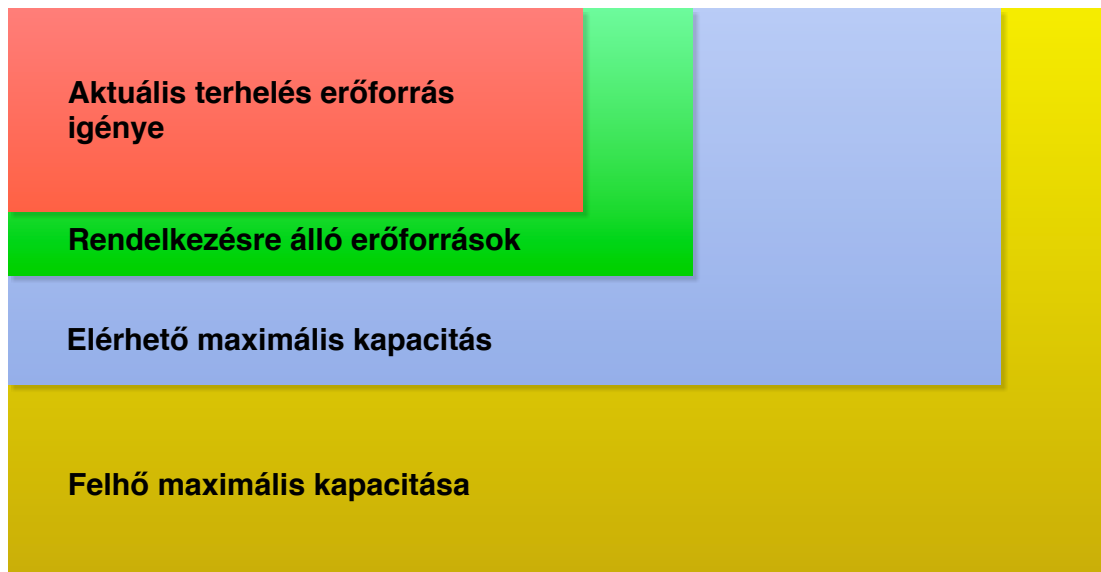 Aktuális terhelés erőforrás
igénye
Rendelkezésre álló erőforrások
Elérhető maximális kapacitás
Felhő maximális kapacitása